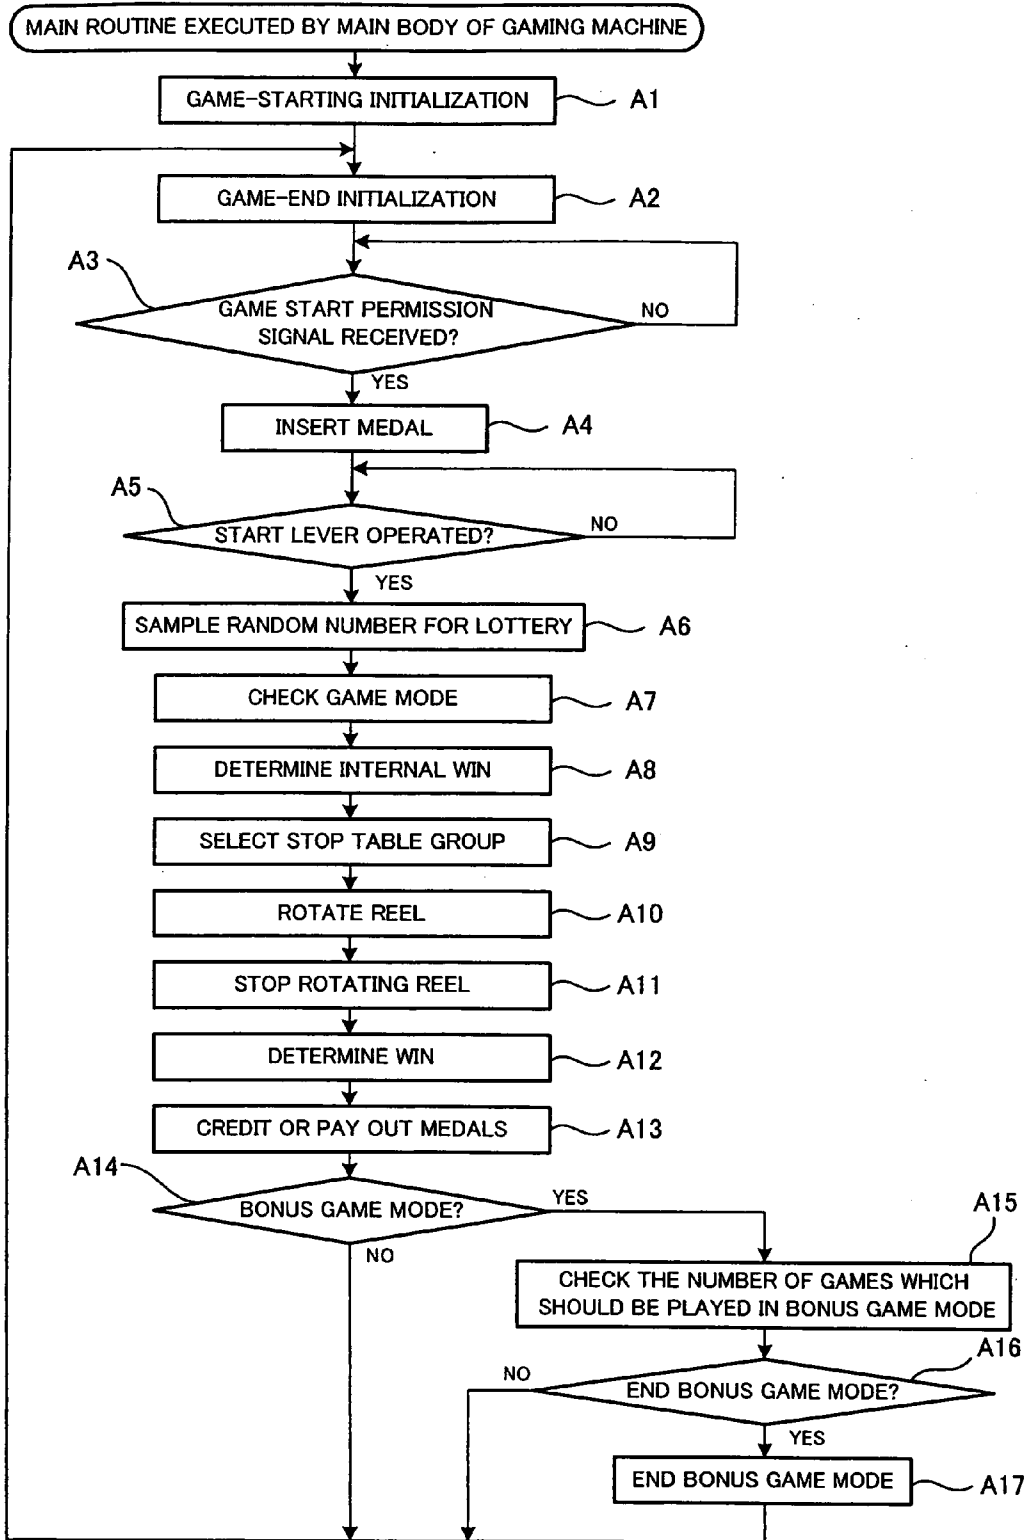 MAIN ROUTINE EXECUTED BY MAIN BODY OF GAMING MACHINE
GAME-STARTING INITIALIZATION
A1
GAME-END INITIALIZATION
A2
A3
GAME START PERMISSION
SIGNAL RECEIVED?
NO
YES
INSERT MEDAL
A4
A5
START LEVER OPERATED?
NO
YES
SAMPLE RANDOM NUMBER FOR LOTTERY
A6
CHECK GAME MODE
A7
DETERMINE INTERNAL WIN
A8
SELECT STOP TABLE GROUP
A9
ROTATE REEL
A10
STOP ROTATING REEL
A11
DETERMINE WIN
A12
CREDIT OR PAY OUT MEDALS
A13
A14
BONUS GAME MODE?
YES
NO
A15
CHECK THE NUMBER OF GAMES WHICH
SHOULD BE PLAYED IN BONUS GAME MODE
A16
NO
END BONUS GAME MODE?
YES
END BONUS GAME MODE
A17